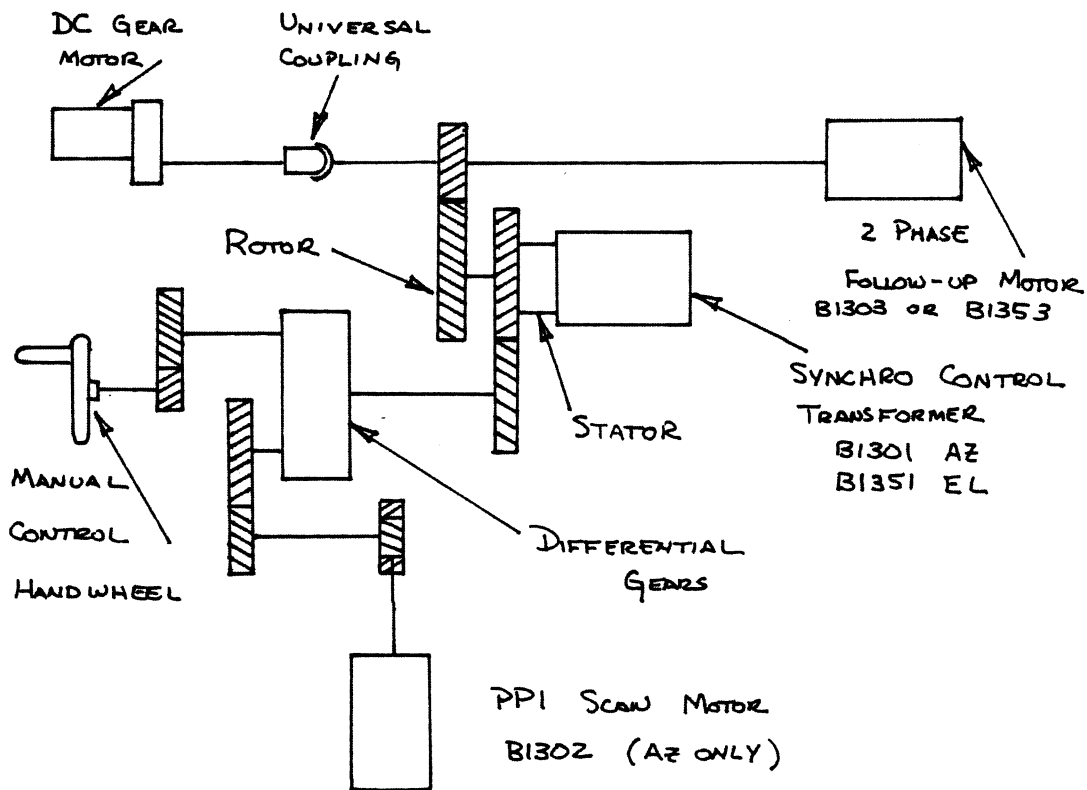 DC GEAR
MOTOR
UNIVERSAL
COUPLING
ROTOR
2 PHASE
FOLLOW-UP MOTOR
B1303 OR B1353
SYNCHRO CONTROL
TRANSFORMER
B1301 AZ
B1351 EL
STATOR
MANUAL
CONTROL
HANDWHEEL
DIFFERENTIAL
GEARS
PPI SCAN MOTOR
B1302 (AZ ONLY)